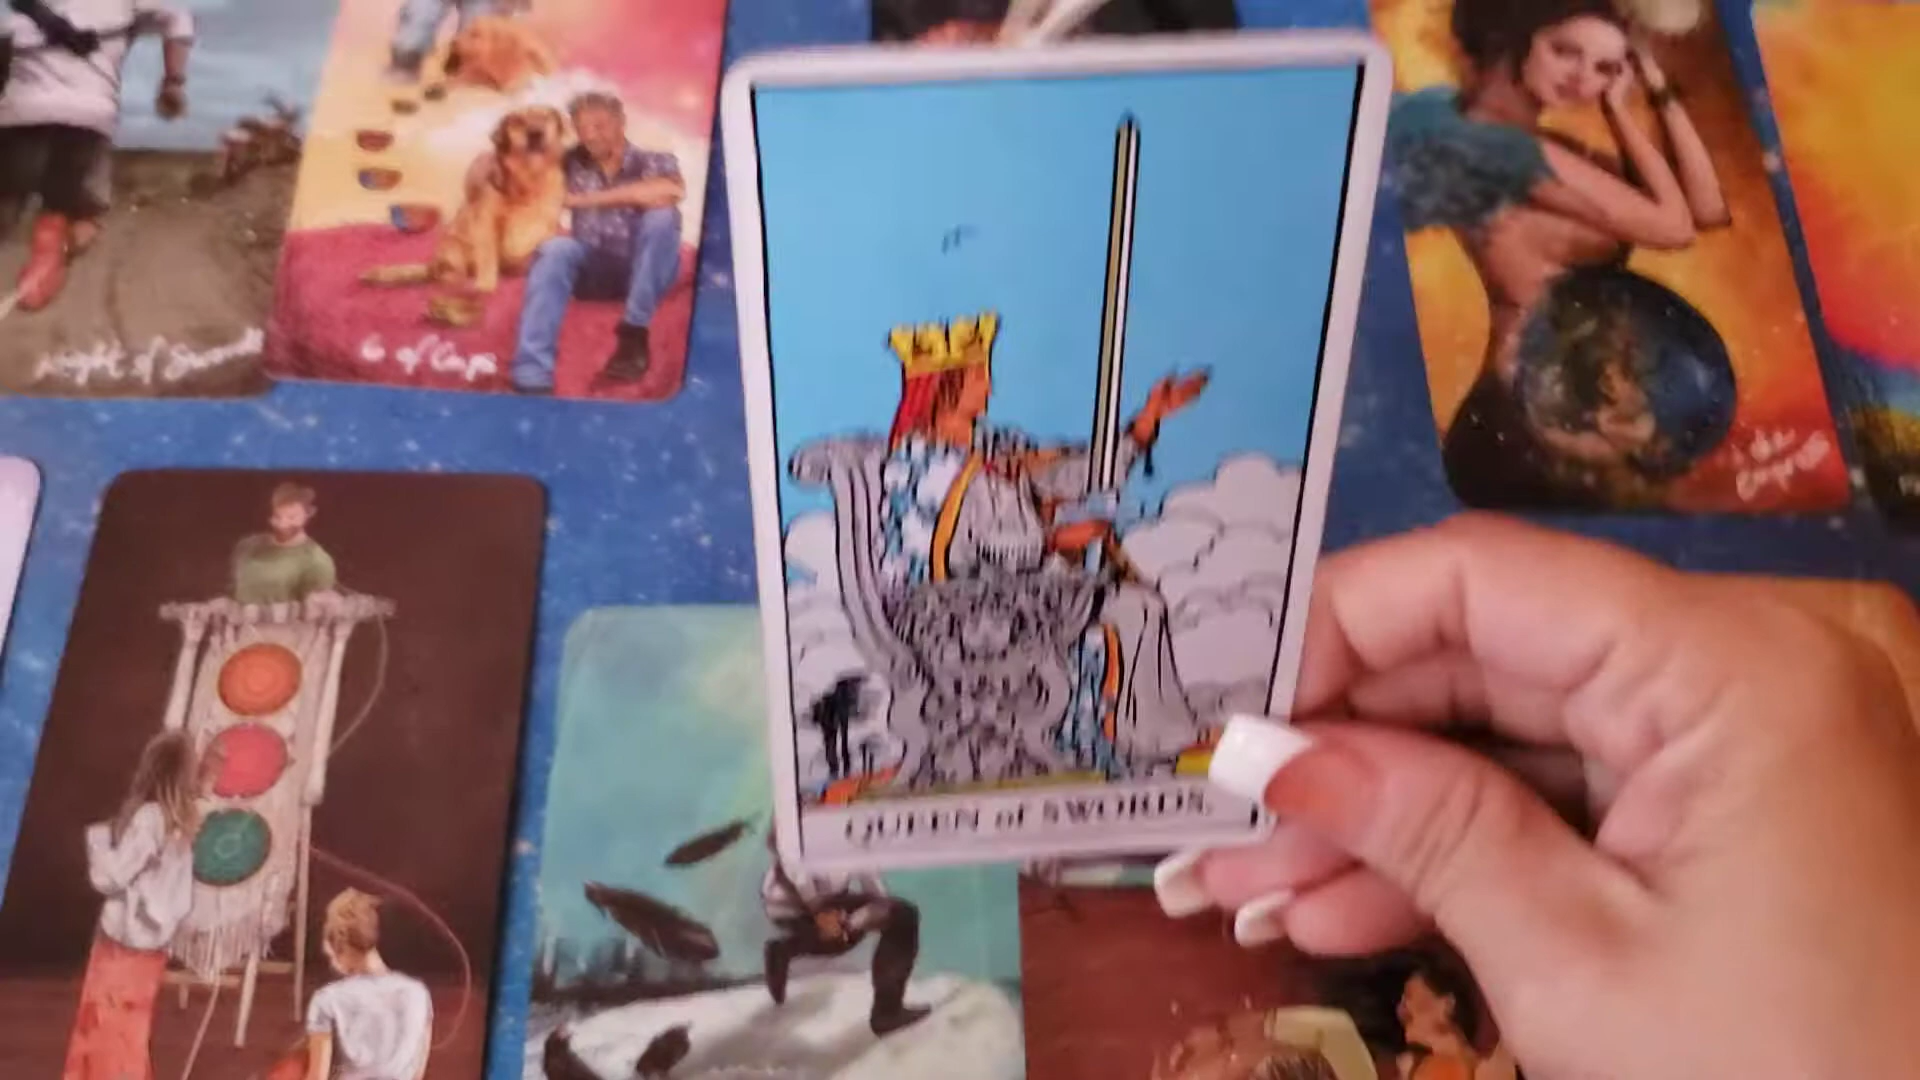 Knight of Swords
6 of Cups
The
Empress
QUEEN of SWORDS.